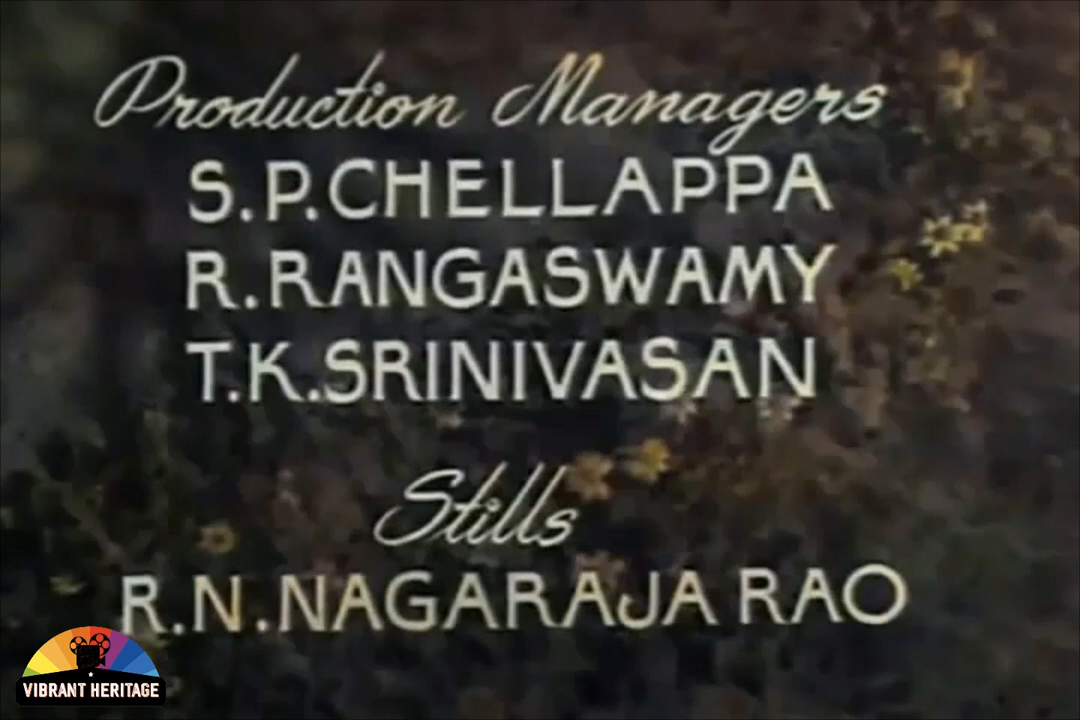 Production Managers
S.P.CHELLAPPA
R.RANGASWAMY
T.K.SRINIVASAN
Stills
R.N.NAGARAJA RAO
VIBRANT HERITAGE